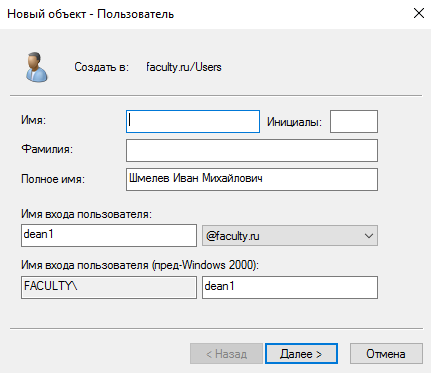 Новый объект - Пользователь
Создать в: faculty.ru/Users
Имя: Инициалы:
Фамилия:
Полное имя: Шмелев Иван Михайлович
Имя входа пользователя:
dean1 @faculty.ru
Имя входа пользователя (пред-Windows 2000):
FACULTY\ dean1
< Назад Далее > Отмена